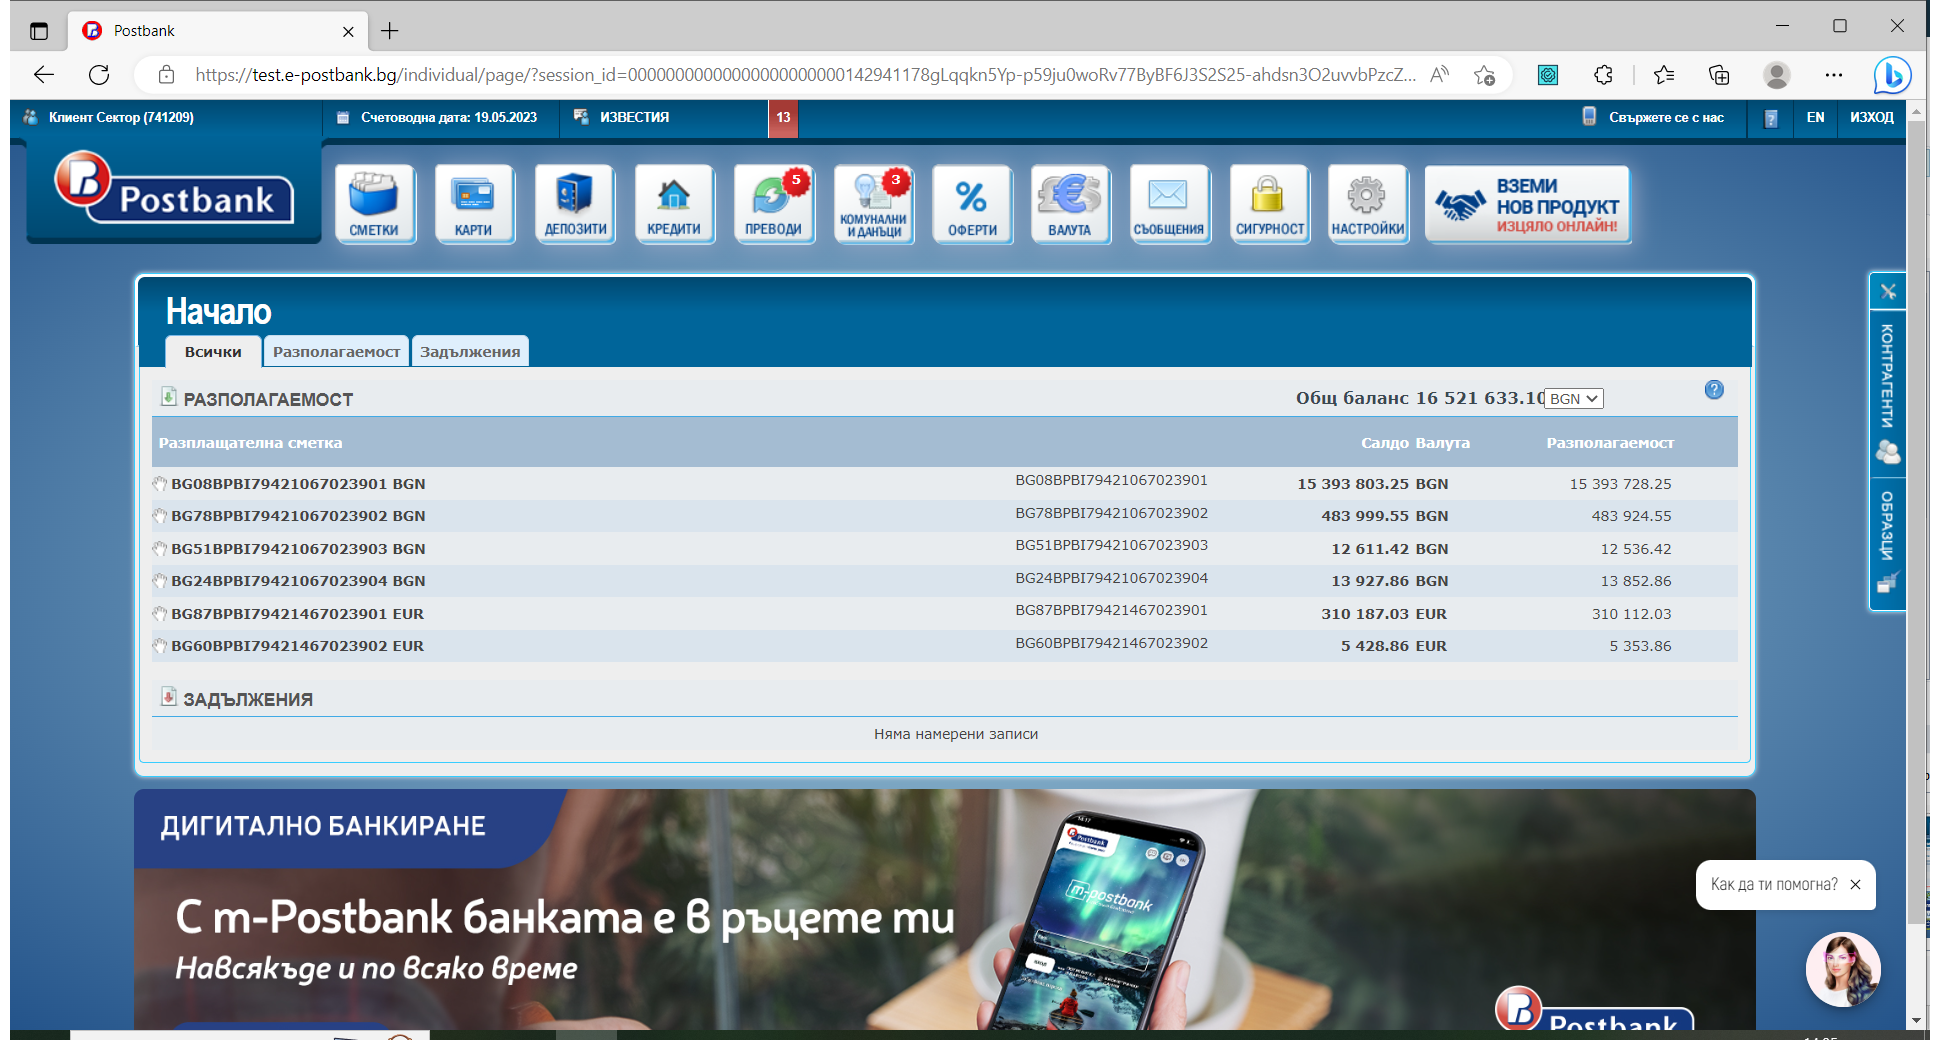 Postbank
https://test.e-postbank.bg/individual/page/?session_id=
Клиент Сектор (741209)
Счетоводна дата: 19.05.2023
ИЗВЕСТИЯ
13
Свържете се с нас
?
EN
ИЗХОД
Postbank
СМЕТКИ
КАРТИ
ДЕПОЗИТИ
КРЕДИТИ
5
ПРЕВОДИ
3
КОМУНАЛНИ
И ДАНЪЦИ
%
ОФЕРТИ
ВАЛУТА
СЪОБЩЕНИЯ
СИГУРНОСТ
НАСТРОЙКИ
ВЗЕМИ
НОВ ПРОДУКТ
ИЗЦЯЛО ОНЛАЙН!
Начало
Всички
Разполагаемост
Задължения
РАЗПОЛАГАЕМОСТ
Общ баланс 16 521 633.10 BGN
?
Разплащателна сметка Салдо Валута Разполагаемост
BG08BPBI79421067023901 BGN BG08BPBI79421067023901 15 393 803.25 BGN 15 393 728.25
BG78BPBI79421067023902 BGN BG78BPBI79421067023902 483 999.55 BGN 483 924.55
BG51BPBI79421067023903 BGN BG51BPBI79421067023903 12 611.42 BGN 12 536.42
BG24BPBI79421067023904 BGN BG24BPBI79421067023904 13 927.86 BGN 13 852.86
BG87BPBI79421467023901 EUR BG87BPBI79421467023901 310 187.03 EUR 310 112.03
BG60BPBI79421467023902 EUR BG60BPBI79421467023902 5 428.86 EUR 5 353.86
ЗАДЪЛЖЕНИЯ
Няма намерени записи
КОНТРАГЕНТИ
ОБРАЗЦИ
ДИГИТАЛНО БАНКИРАНЕ
С m-Postbank банката е в ръцете ти
Навсякъде и по всяко време
Postbank
m-postbank
Как да ти помогна?
Postbank